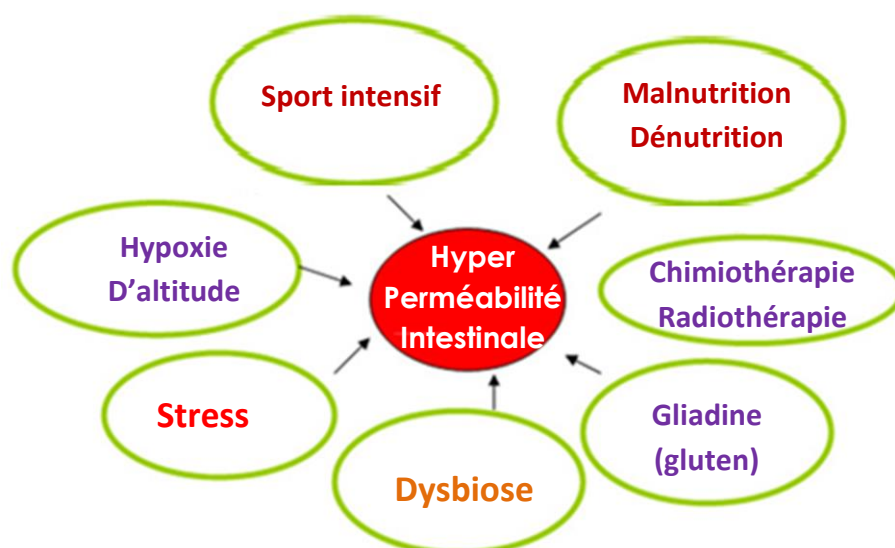 Sport intensif
Malnutrition
Dénutrition
Hypoxie
D’altitude
Hyper
Perméabilité
Intestinale
Chimiothérapie
Radiothérapie
Stress
Gliadine
(gluten)
Dysbiose